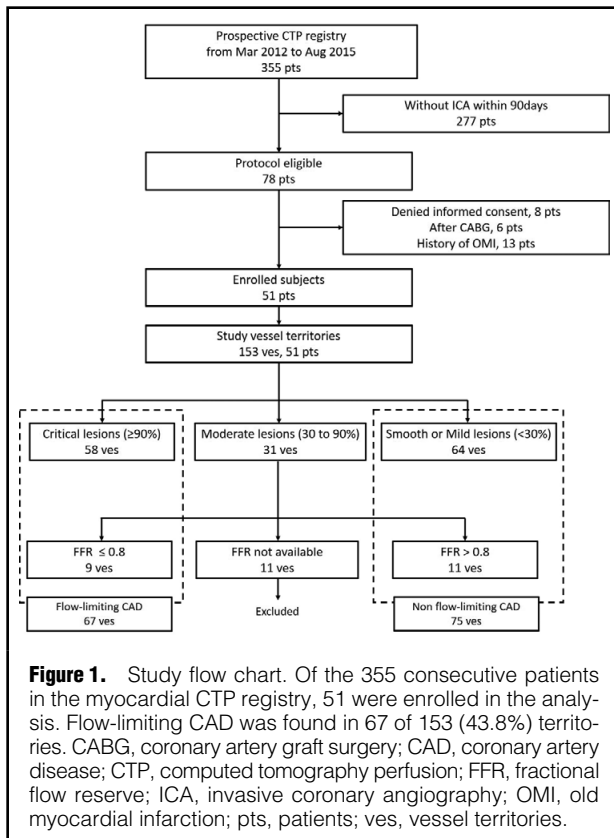 Prospective CTP registry
from Mar 2012 to Aug 2015
355 pts
Without ICA within 90days
277 pts
Protocol eligible
78 pts
Denied informed consent, 8 pts
After CABG, 6 pts
History of OMI, 13 pts
Enrolled subjects
51 pts
Study vessel territories
153 ves, 51 pts
Critical lesions (≥90%)
58 ves
Moderate lesions (30 to 90%)
31 ves
Smooth or Mild lesions (<30%)
64 ves
FFR ≤ 0.8
9 ves
FFR not available
11 ves
FFR > 0.8
11 ves
Flow-limiting CAD
67 ves
Excluded
Non flow-limiting CAD
75 ves
Figure 1. Study flow chart. Of the 355 consecutive patients
in the myocardial CTP registry, 51 were enrolled in the analy-
sis. Flow-limiting CAD was found in 67 of 153 (43.8%) territo-
ries. CABG, coronary artery graft surgery; CAD, coronary artery
disease; CTP, computed tomography perfusion; FFR, fractional
flow reserve; ICA, invasive coronary angiography; OMI, old
myocardial infarction; pts, patients; ves, vessel territories.